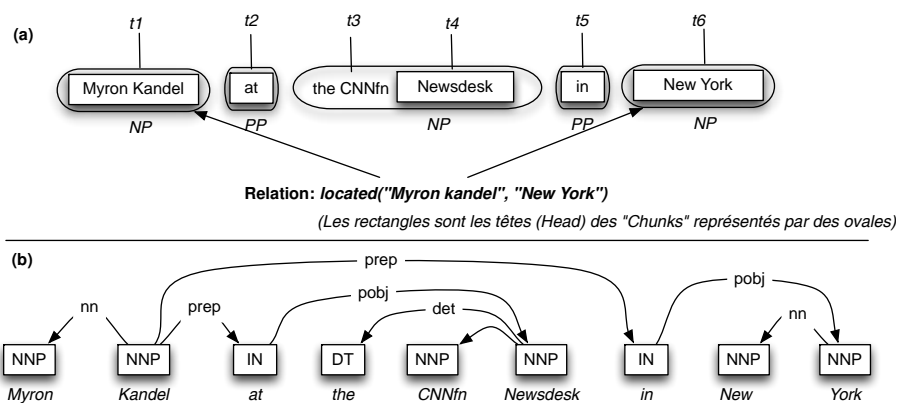 t1 t2 t3 t4 t5 t6
(a)
Myron Kandel at the CNNfn Newsdesk in New York
NP PP NP PP NP
Relation: located("Myron kandel", "New York")
(Les rectangles sont les têtes (Head) des "Chunks" représentés par des ovales)
(b)
prep
pobj pobj
nn prep det nn
NNP NNP IN DT NNP NNP IN NNP NNP
Myron Kandel at the CNNfn Newsdesk in New York